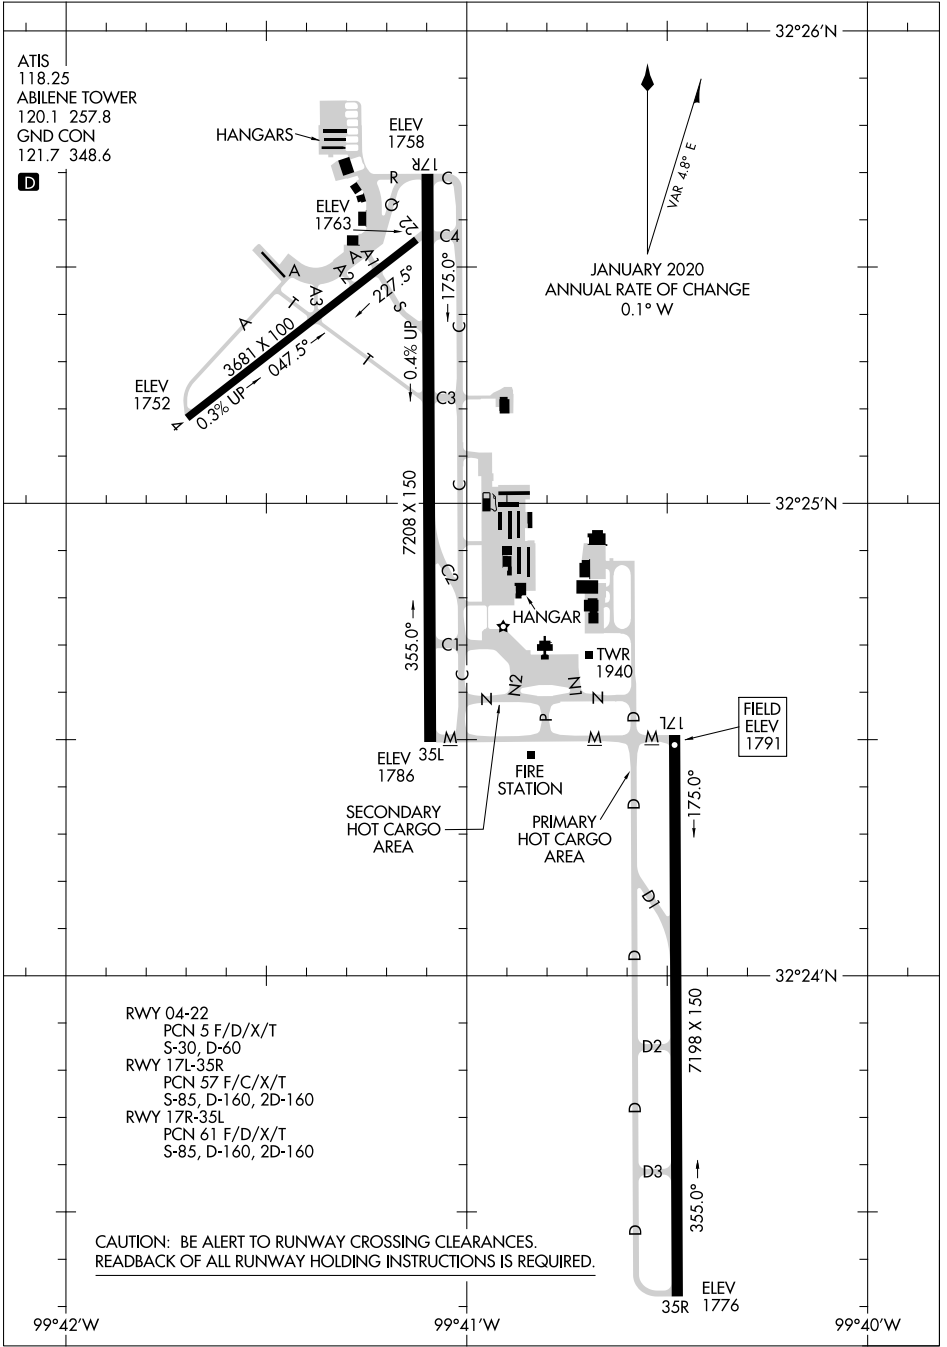 32°26'N
ATIS
118.25
ABILENE TOWER
120.1 257.8
GND CON
121.7 348.6
D
HANGARS
ELEV
1758
17R
R
C
Q
ELEV
1763
22
C4
VAR 4.8° E
JANUARY 2020
ANNUAL RATE OF CHANGE
0.1° W
A
A
A1
A2
A3
T
S
227.5°
175.0°
A
3681 X 100
047.5°
0.3% UP
0.4% UP
C
T
ELEV
1752
4
C3
C
32°25'N
7208 X 150
C2
HANGAR
355.0°
C1
C
TWR
1940
N2
N1
N
N
P
D
17L
FIELD
ELEV
1791
M
M
M
35L
ELEV
1786
FIRE
STATION
SECONDARY
HOT CARGO
AREA
PRIMARY
HOT CARGO
AREA
D
175.0°
D1
D
32°24'N
7198 X 150
RWY 04-22
PCN 5 F/D/X/T
S-30, D-60
RWY 17L-35R
PCN 57 F/C/X/T
S-85, D-160, 2D-160
RWY 17R-35L
PCN 61 F/D/X/T
S-85, D-160, 2D-160
D2
D
D3
355.0°
D
CAUTION: BE ALERT TO RUNWAY CROSSING CLEARANCES.
READBACK OF ALL RUNWAY HOLDING INSTRUCTIONS IS REQUIRED.
35R
ELEV
1776
99°42'W
99°41'W
99°40'W